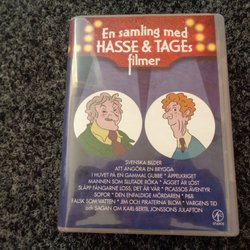 En samling med
HASSE & TAGEs
filmer
SVENSKA BILDER
ATT ANGÖRA EN BRYGGA
I HUVET PÅ EN GAMMAL GUBBE * ÄPPELKRIGET
MANNEN SOM SLUTADE RÖKA * ÄGGET ÄR LÖST
SLÄPP FÅNGARNE LOSS, DET ÄR VÅR * PICASSOS ÄVENTYR
SOPOR * DEN ENFALDIGE MÖRDAREN * P&B
FALSK SOM VATTEN * JIM OCH PIRATERNA BLOM * VARGENS TID
OCH SAGAN OM KARL-BERTIL JONSSONS JULAFTON